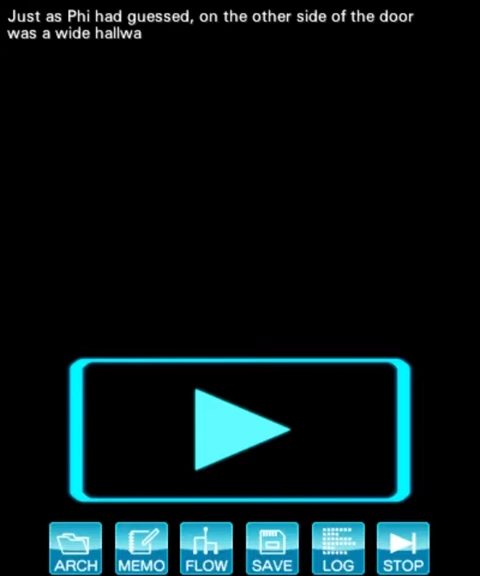 Just as Phi had guessed, on the other side of the door
was a wide hallwa
ARCH
MEMO
FLOW
SAVE
LOG
STOP